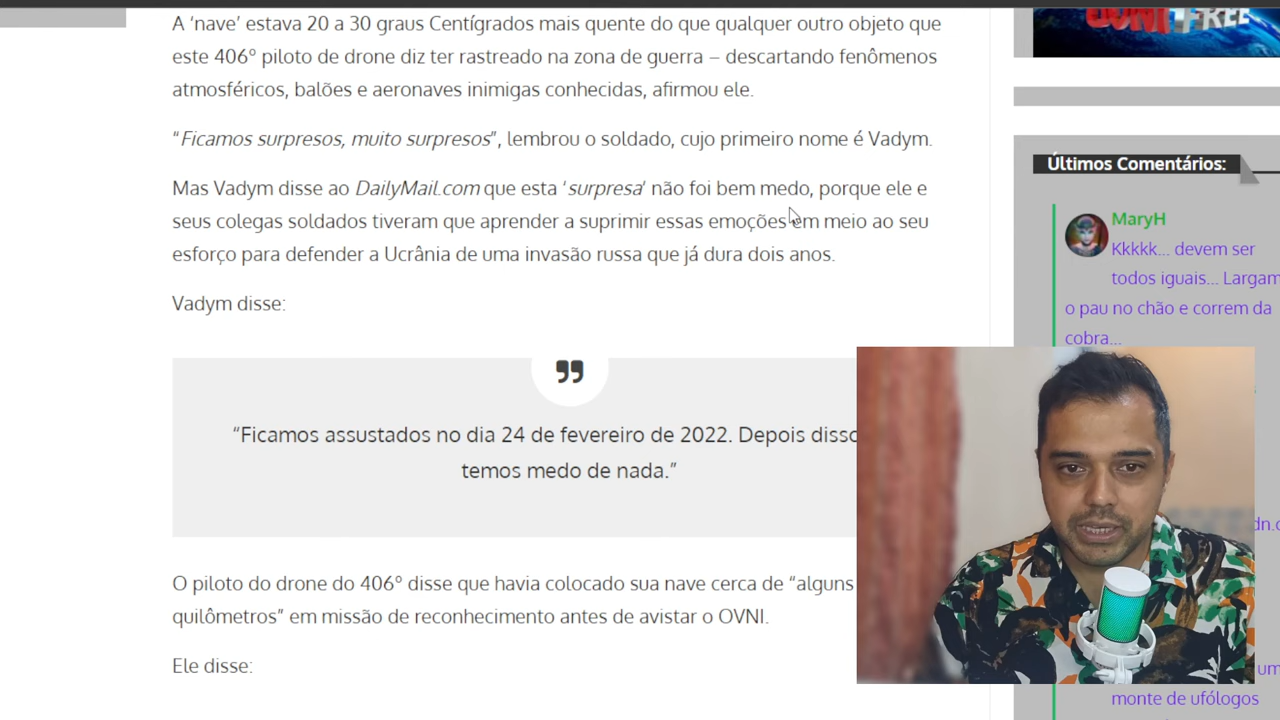 A ‘nave’ estava 20 a 30 graus Centígrados mais quente do que qualquer outro objeto que
este 406º piloto de drone diz ter rastreado na zona de guerra – descartando fenômenos
atmosféricos, balões e aeronaves inimigas conhecidas, afirmou ele.
“Ficamos surpresos, muito surpresos”, lembrou o soldado, cujo primeiro nome é Vadym.
Mas Vadym disse ao DailyMail.com que esta ‘surpresa’ não foi bem medo, porque ele e
seus colegas soldados tiveram que aprender a suprimir essas emoções em meio ao seu
esforço para defender a Ucrânia de uma invasão russa que já dura dois anos.
Vadym disse:
“Ficamos assustados no dia 24 de fevereiro de 2022. Depois disso
temos medo de nada.”
O piloto do drone do 406º disse que havia colocado sua nave cerca de “alguns
quilômetros” em missão de reconhecimento antes de avistar o OVNI.
Ele disse:
Últimos Comentários:
MaryH
Kkkkk... devem ser
todos iguais... Largam
o pau no chão e correm da
cobra...
um
monte de ufólogos